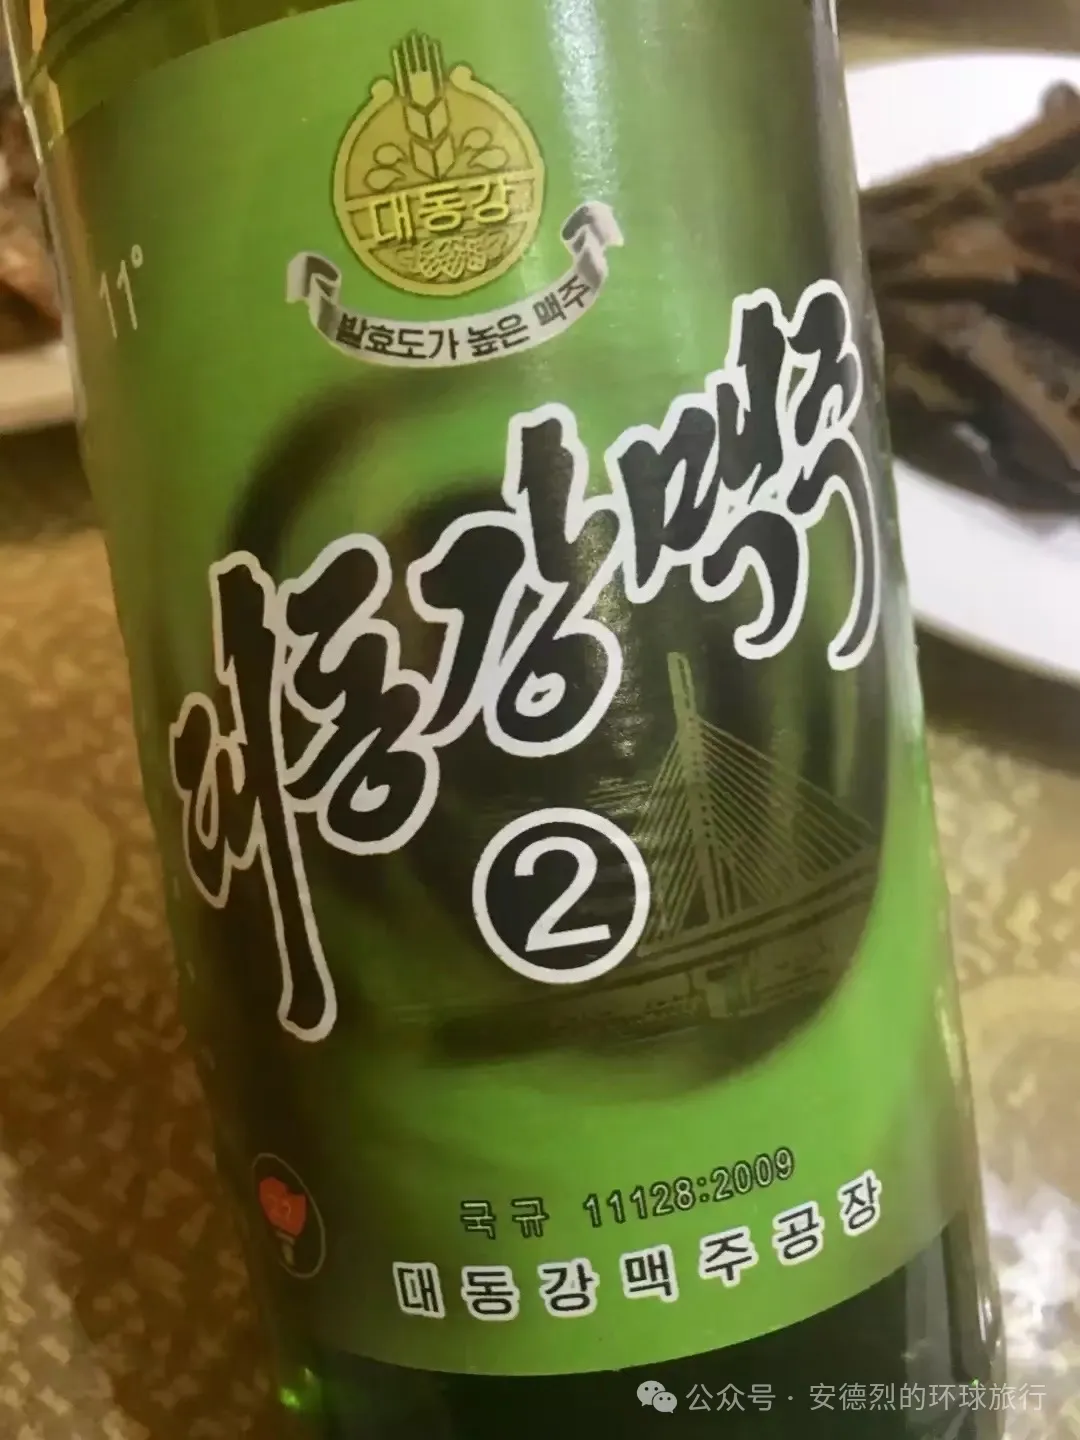 대동강
발효도가 높은 맥주
11°
대동강맥주
2
국규 11128:2009
대동강맥주공장
公众号 · 安德烈的环球旅行